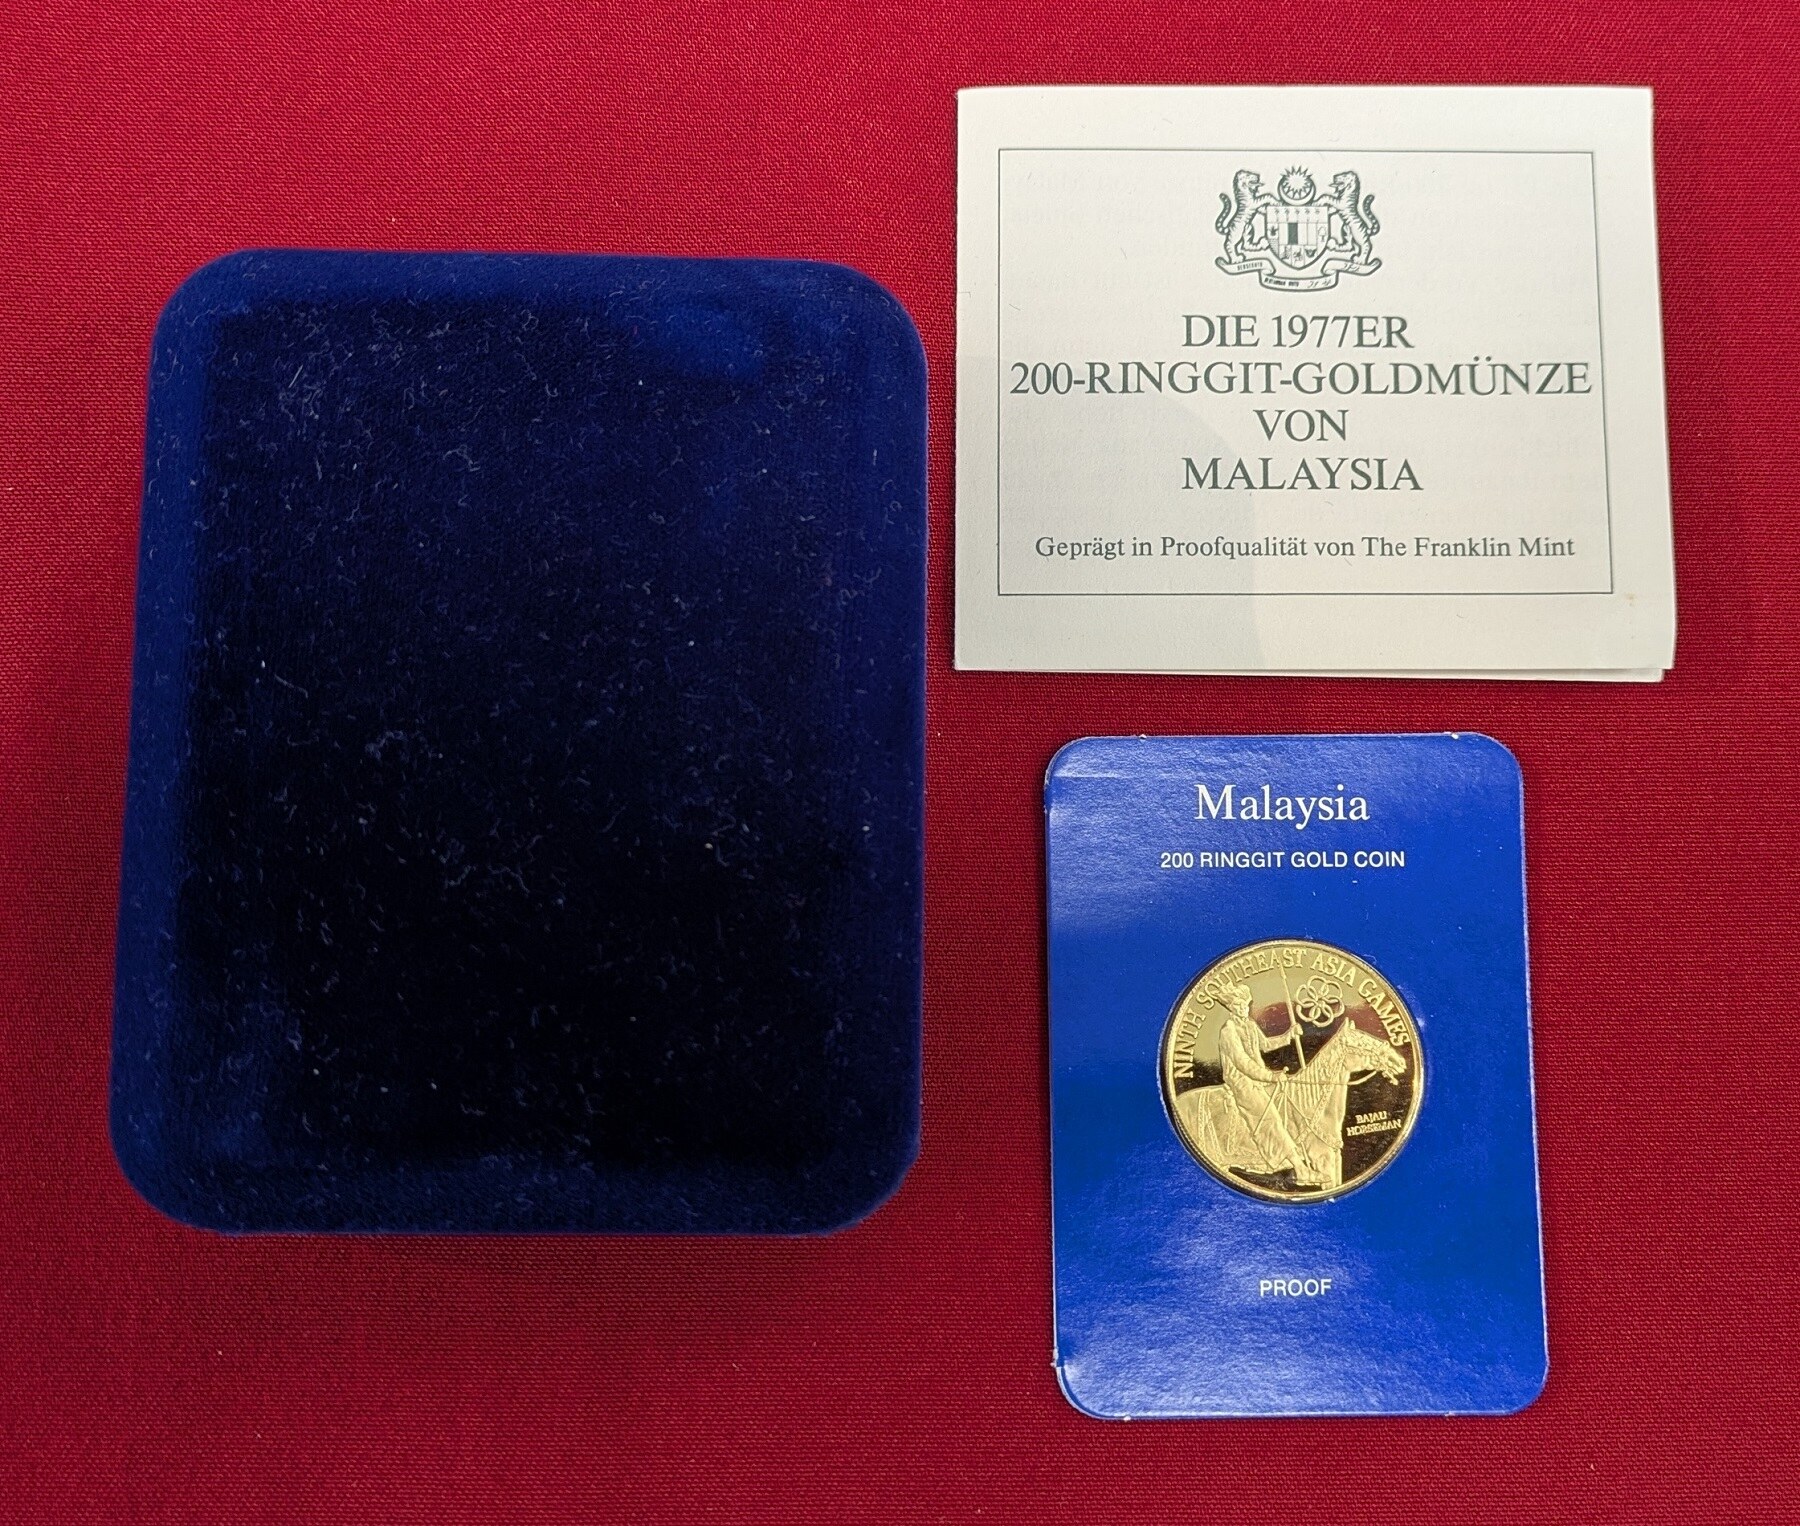 DIE 1977ER
200-RINGGIT-GOLDMÜNZE
VON
MALAYSIA
Geprägt in Proofqualität von The Franklin Mint
Malaysia
200 RINGGIT GOLD COIN
NINTH SOUTHEAST ASIA GAMES
BAJAU
HORSEMAN
PROOF